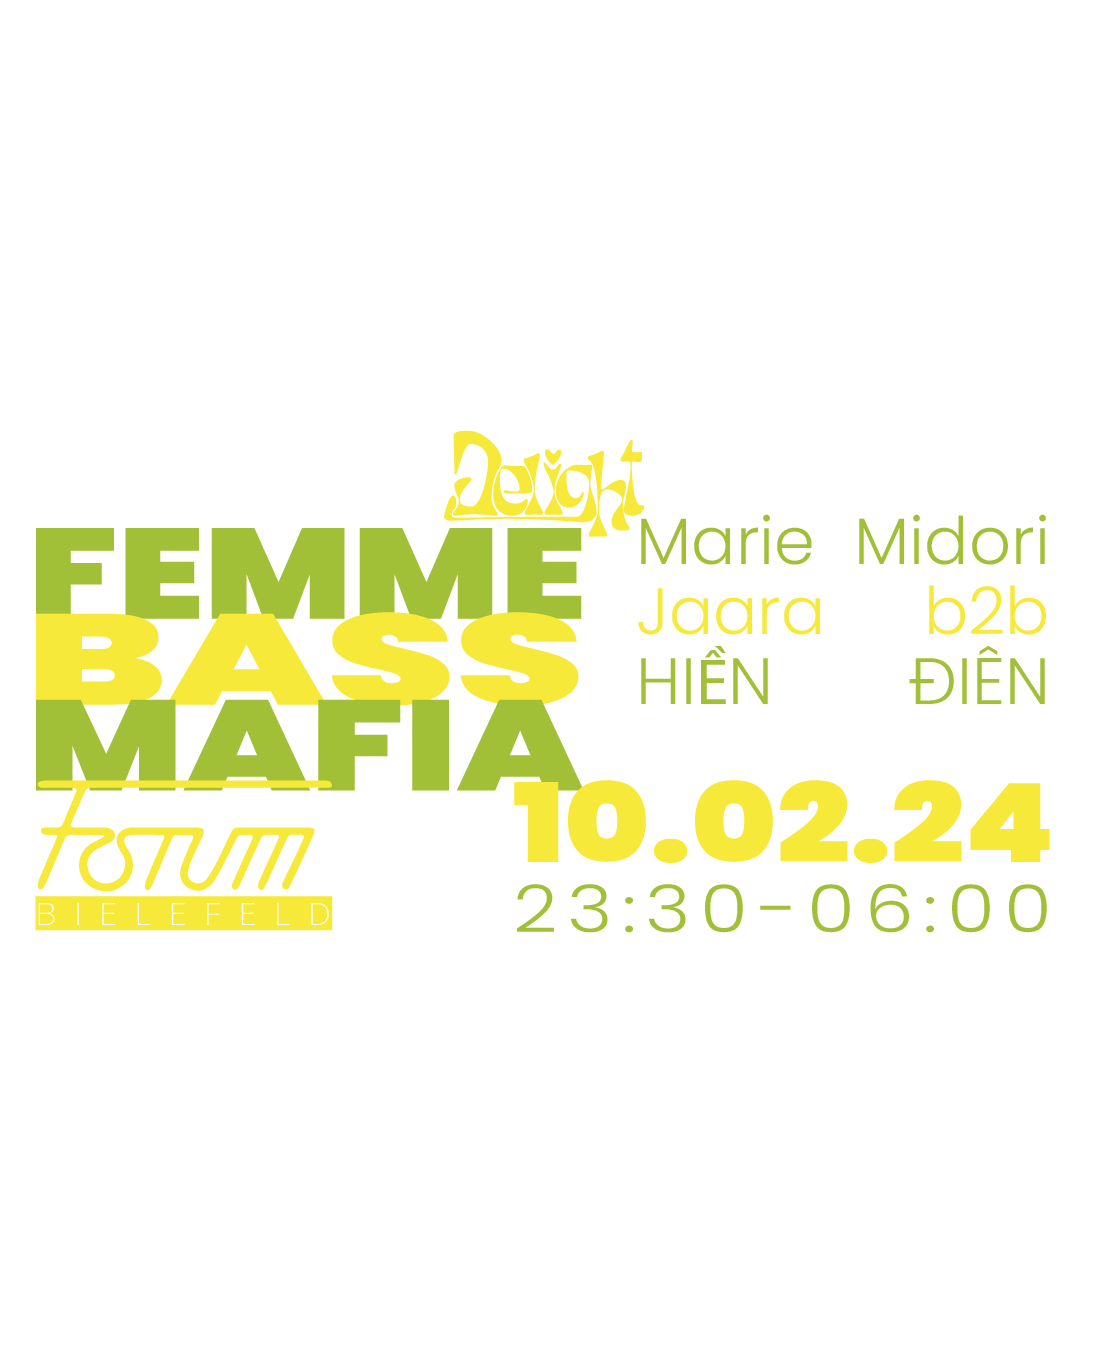 Delight
FEMME
BASS
MAFIA
Marie Midori
Jaara b2b
HIỀN ĐIÊN
Forum
BIELEFELD
10.02.24
23:30-06:00